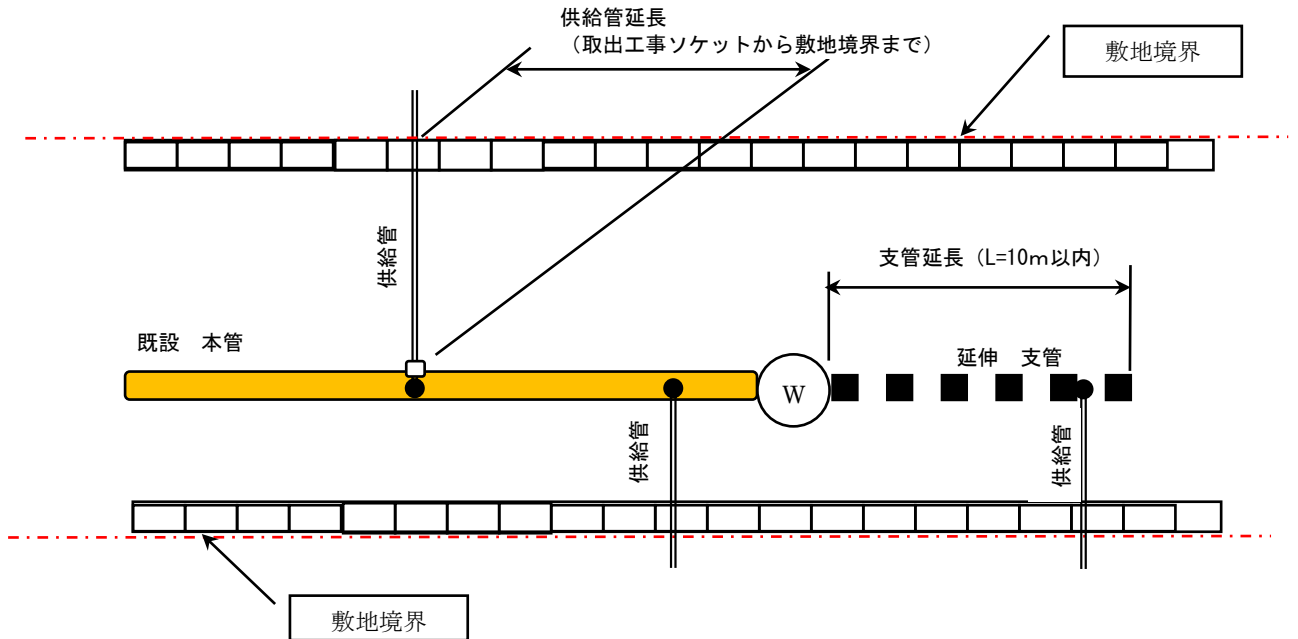 供給管延長
（取出工事ソケットから敷地境界まで）
敷地境界
供給管
支管延長（L=10ｍ以内）
既設　本管
延伸　支管
W
供給管
供給管
敷地境界